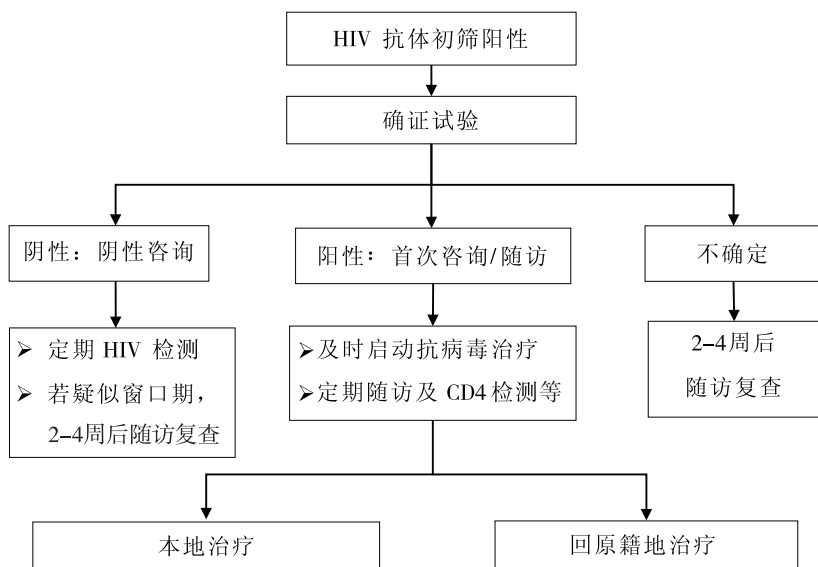 HIV 抗体初筛阳性
确证试验
阴性：阴性咨询
阳性：首次咨询/随访
不确定
➢ 定期 HIV 检测
➢ 若疑似窗口期，
2-4周后随访复查
➢及时启动抗病毒治疗
➢定期随访及 CD4 检测等
2-4周后
随访复查
本地治疗
回原籍地治疗